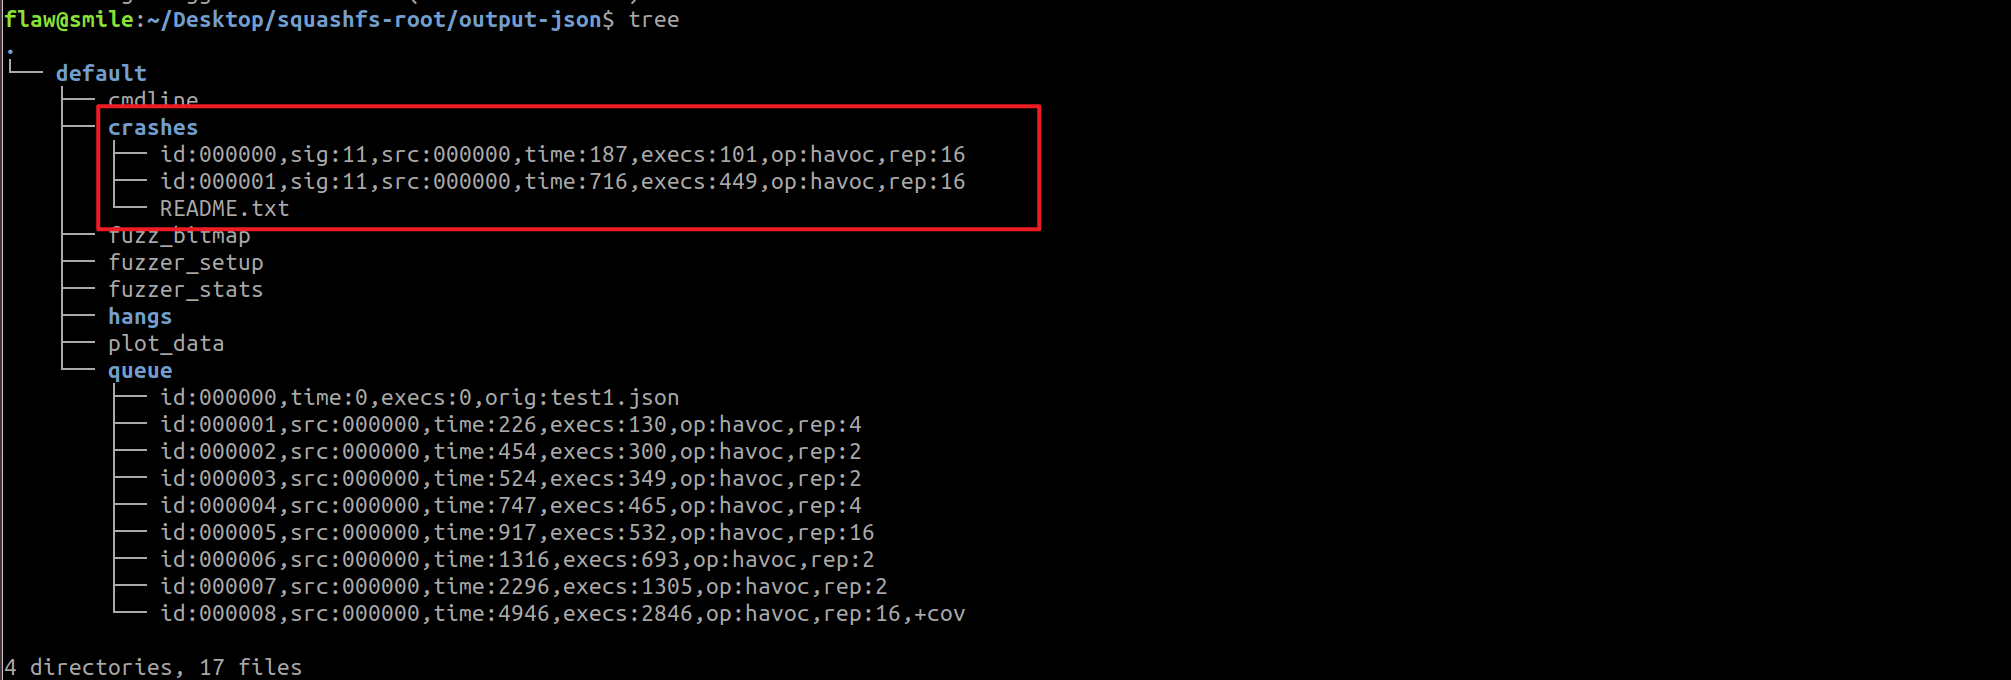 flaw@smile:~/Desktop/squashfs-root/output-json$ tree
.
└── default
    ├── cmdline
    ├── crashes
    │   ├── id:000000,sig:11,src:000000,time:187,execs:101,op:havoc,rep:16
    │   ├── id:000001,sig:11,src:000000,time:716,execs:449,op:havoc,rep:16
    │   └── README.txt
    ├── fuzz_bitmap
    ├── fuzzer_setup
    ├── fuzzer_stats
    ├── hangs
    ├── plot_data
    └── queue
        ├── id:000000,time:0,execs:0,orig:test1.json
        ├── id:000001,src:000000,time:226,execs:130,op:havoc,rep:4
        ├── id:000002,src:000000,time:454,execs:300,op:havoc,rep:2
        ├── id:000003,src:000000,time:524,execs:349,op:havoc,rep:2
        ├── id:000004,src:000000,time:747,execs:465,op:havoc,rep:4
        ├── id:000005,src:000000,time:917,execs:532,op:havoc,rep:16
        ├── id:000006,src:000000,time:1316,execs:693,op:havoc,rep:2
        ├── id:000007,src:000000,time:2296,execs:1305,op:havoc,rep:2
        └── id:000008,src:000000,time:4946,execs:2846,op:havoc,rep:16,+cov
4 directories, 17 files